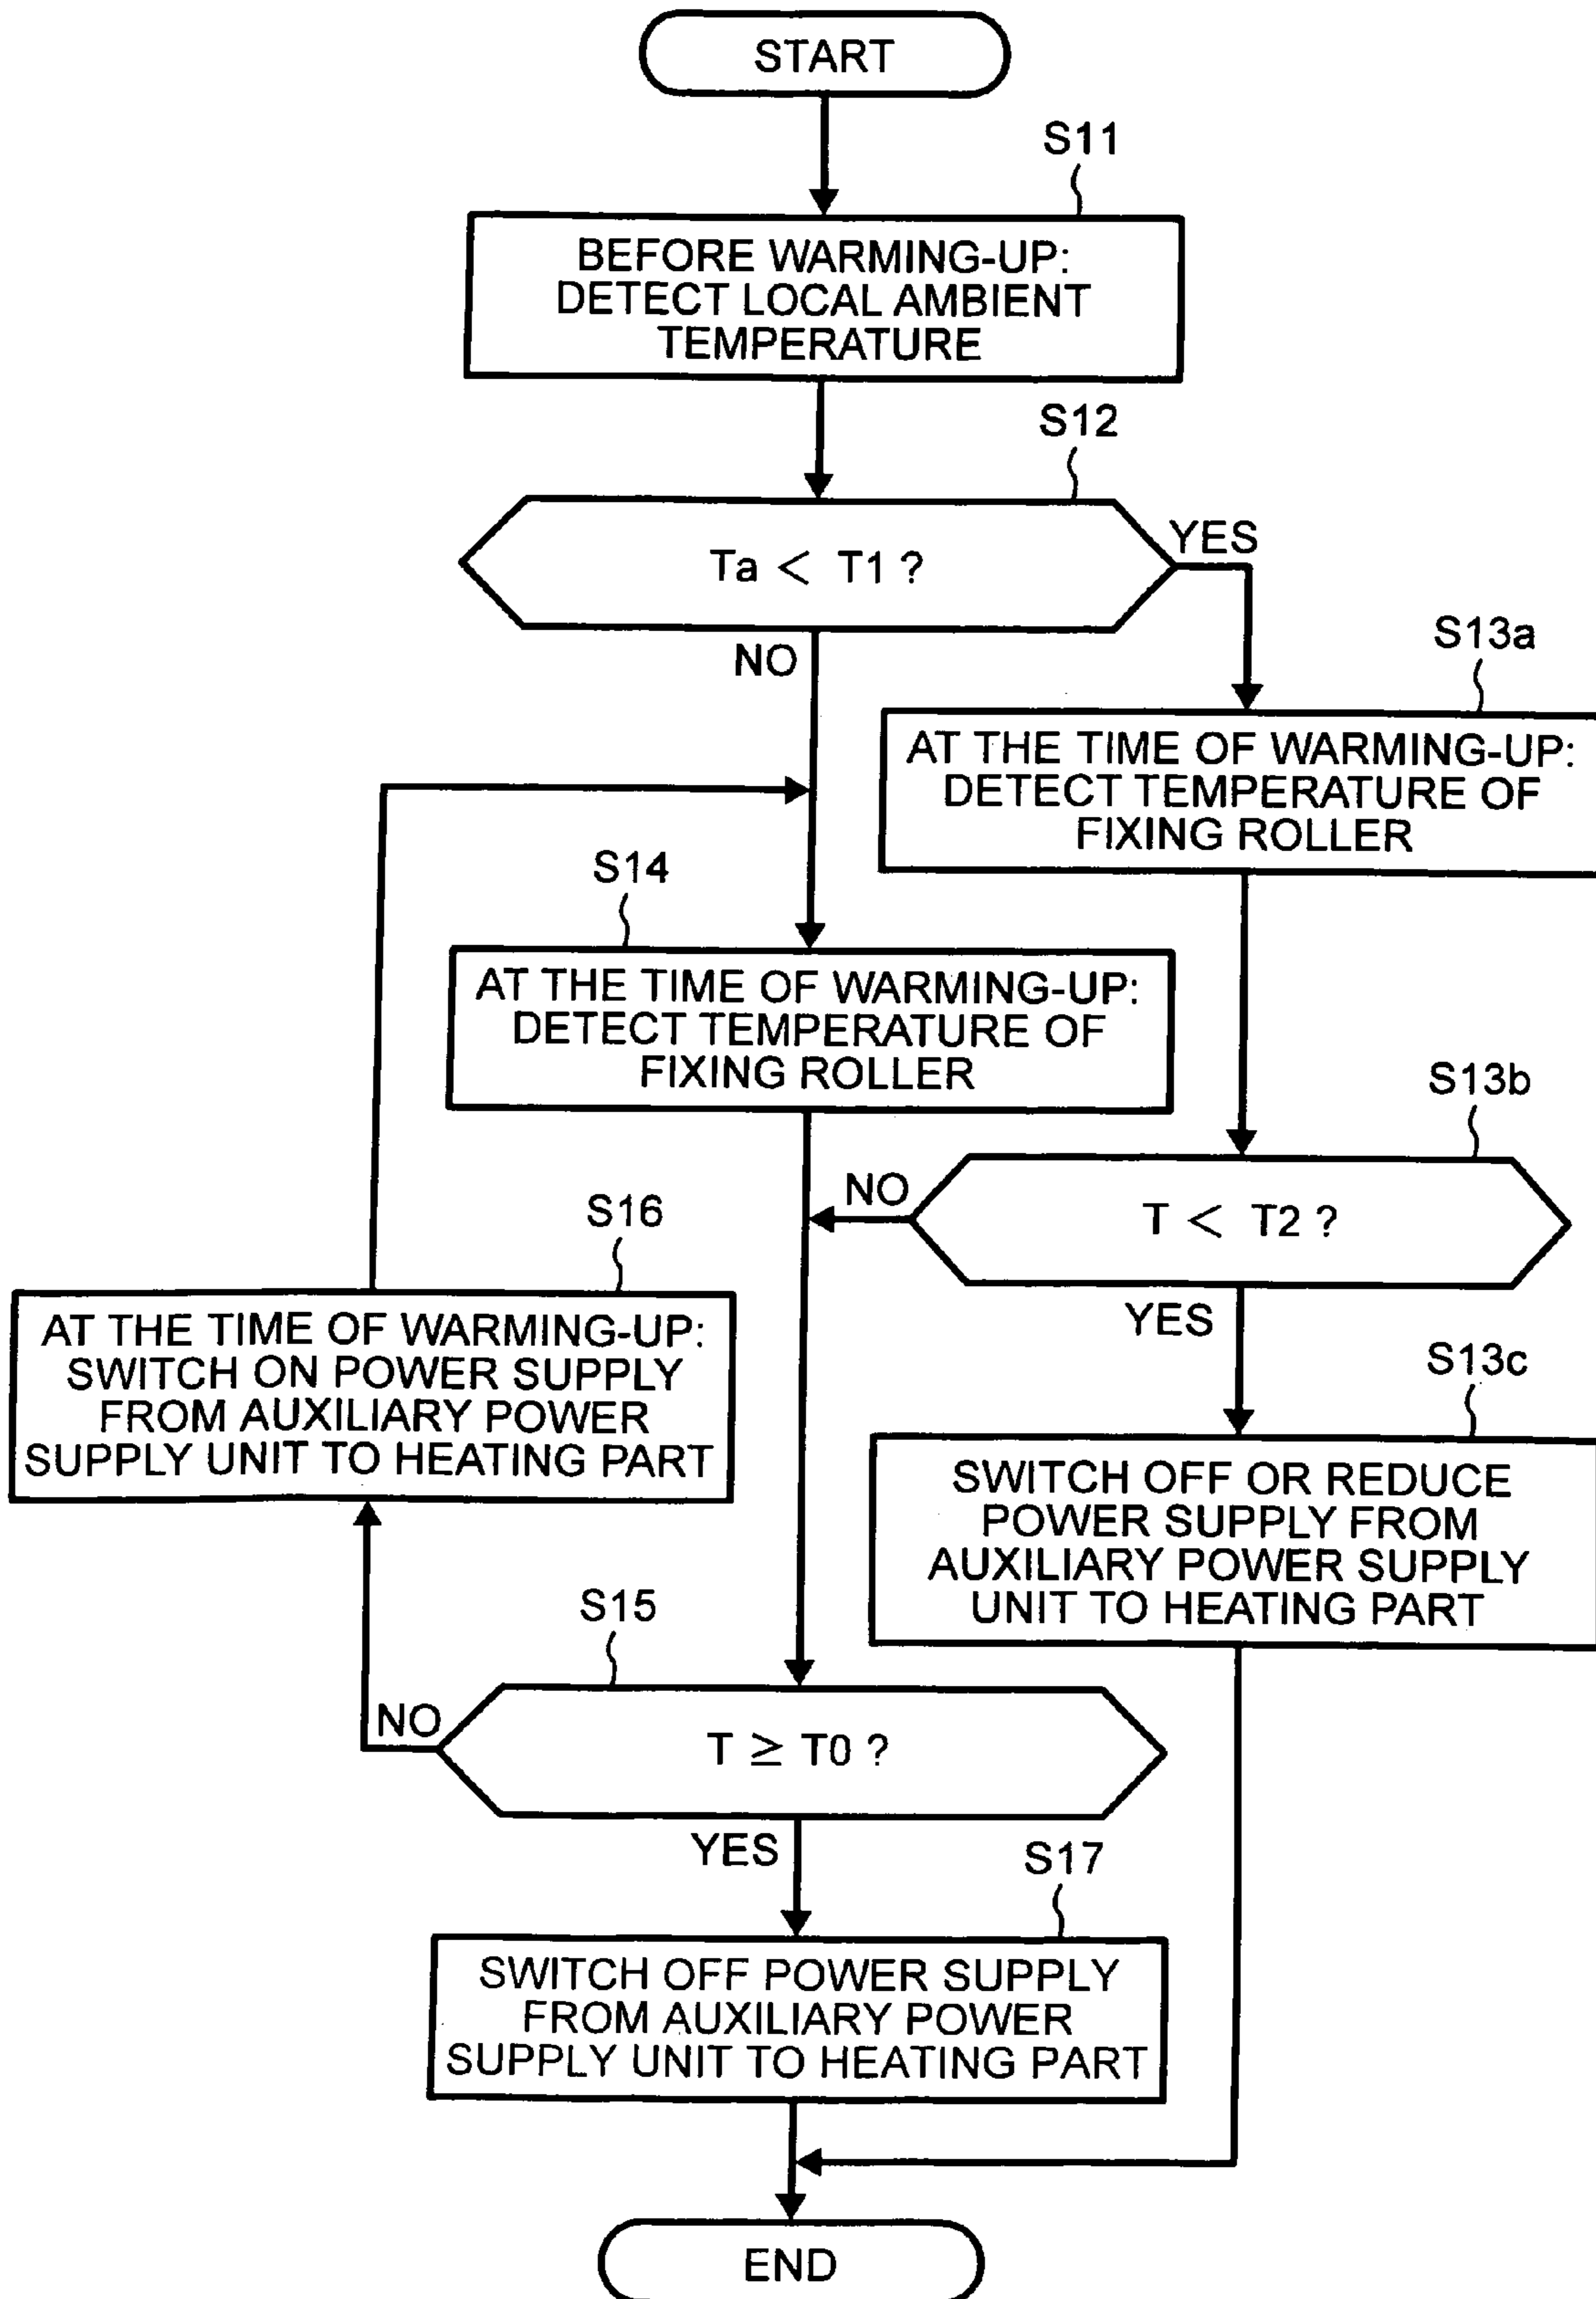 START
S11
BEFORE WARMING-UP:
DETECT LOCAL AMBIENT
TEMPERATURE
S12
Ta < T1 ?
YES
NO
S13a
AT THE TIME OF WARMING-UP:
DETECT TEMPERATURE OF
FIXING ROLLER
S14
AT THE TIME OF WARMING-UP:
DETECT TEMPERATURE OF
FIXING ROLLER
S13b
T < T2 ?
NO
YES
S16
AT THE TIME OF WARMING-UP:
SWITCH ON POWER SUPPLY
FROM AUXILIARY POWER
SUPPLY UNIT TO HEATING PART
S13c
SWITCH OFF OR REDUCE
POWER SUPPLY FROM
AUXILIARY POWER SUPPLY
UNIT TO HEATING PART
S15
T ≥ T0 ?
NO
YES
S17
SWITCH OFF POWER SUPPLY
FROM AUXILIARY POWER
SUPPLY UNIT TO HEATING PART
END